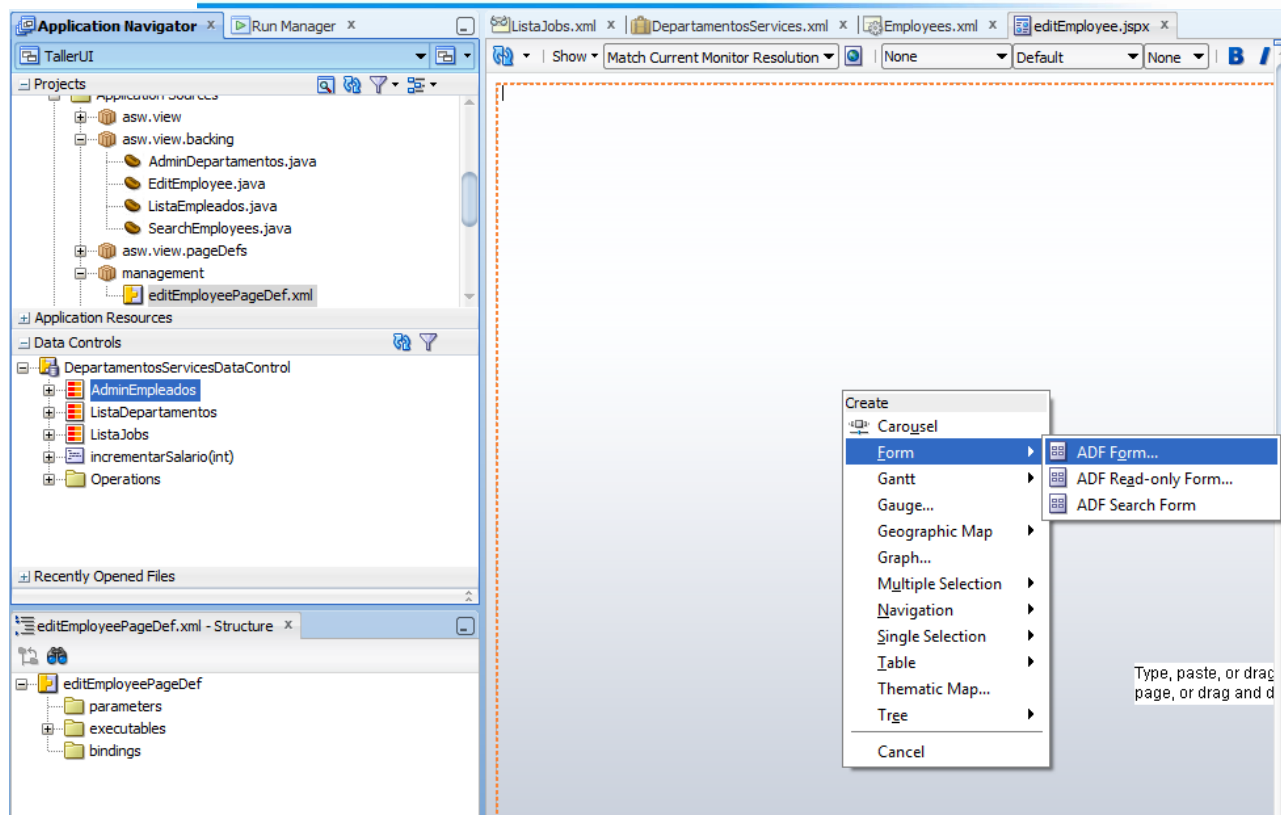 Application Navigator x
Run Manager x
TallerUI
Projects
Application Sources
asw.view
asw.view.backing
AdminDepartamentos.java
EditEmployee.java
ListaEmpleados.java
SearchEmployees.java
asw.view.pageDefs
management
editEmployeePageDef.xml
Application Resources
Data Controls
DepartamentosServicesDataControl
AdminEmpleados
ListaDepartamentos
ListaJobs
incrementarSalario(int)
Operations
Recently Opened Files
editEmployeePageDef.xml - Structure x
editEmployeePageDef
parameters
executables
bindings
ListaJobs.xml x
DepartamentosServices.xml x
Employees.xml x
editEmployee.jspx x
Show
Match Current Monitor Resolution
None
Default
None
B I
Create
Carousel
Form
Gantt
Gauge...
Geographic Map
Graph...
Multiple Selection
Navigation
Single Selection
Table
Thematic Map...
Tree
Cancel
ADF Form...
ADF Read-only Form...
ADF Search Form
Type, paste, or drag
page, or drag and d